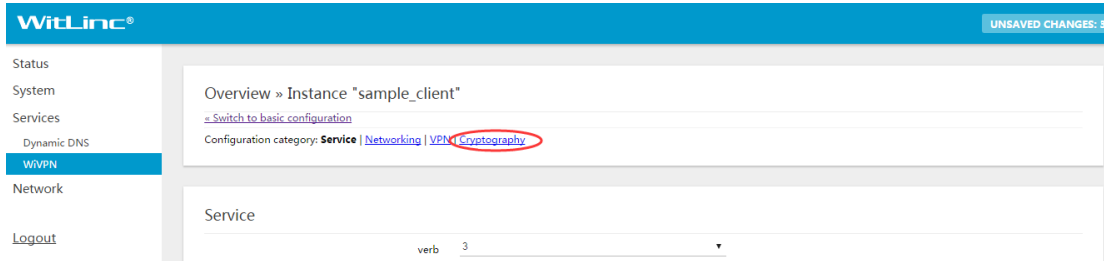 WitLinc®
UNSAVED CHANGES:
Status
System
Services
Dynamic DNS
WiVPN
Network
Logout
Overview » Instance "sample_client"
« Switch to basic configuration
Configuration category: Service | Networking | VPN | Cryptography
Service
verb 3